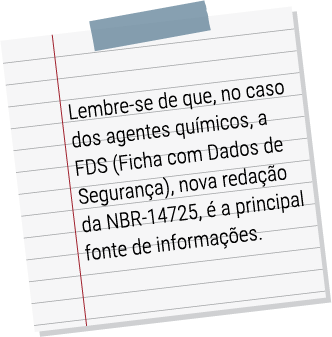 Lembre-se de que, no caso
dos agentes químicos, a
FDS (Ficha com Dados de
Segurança), nova redação
da NBR-14725, é a principal
fonte de informações.